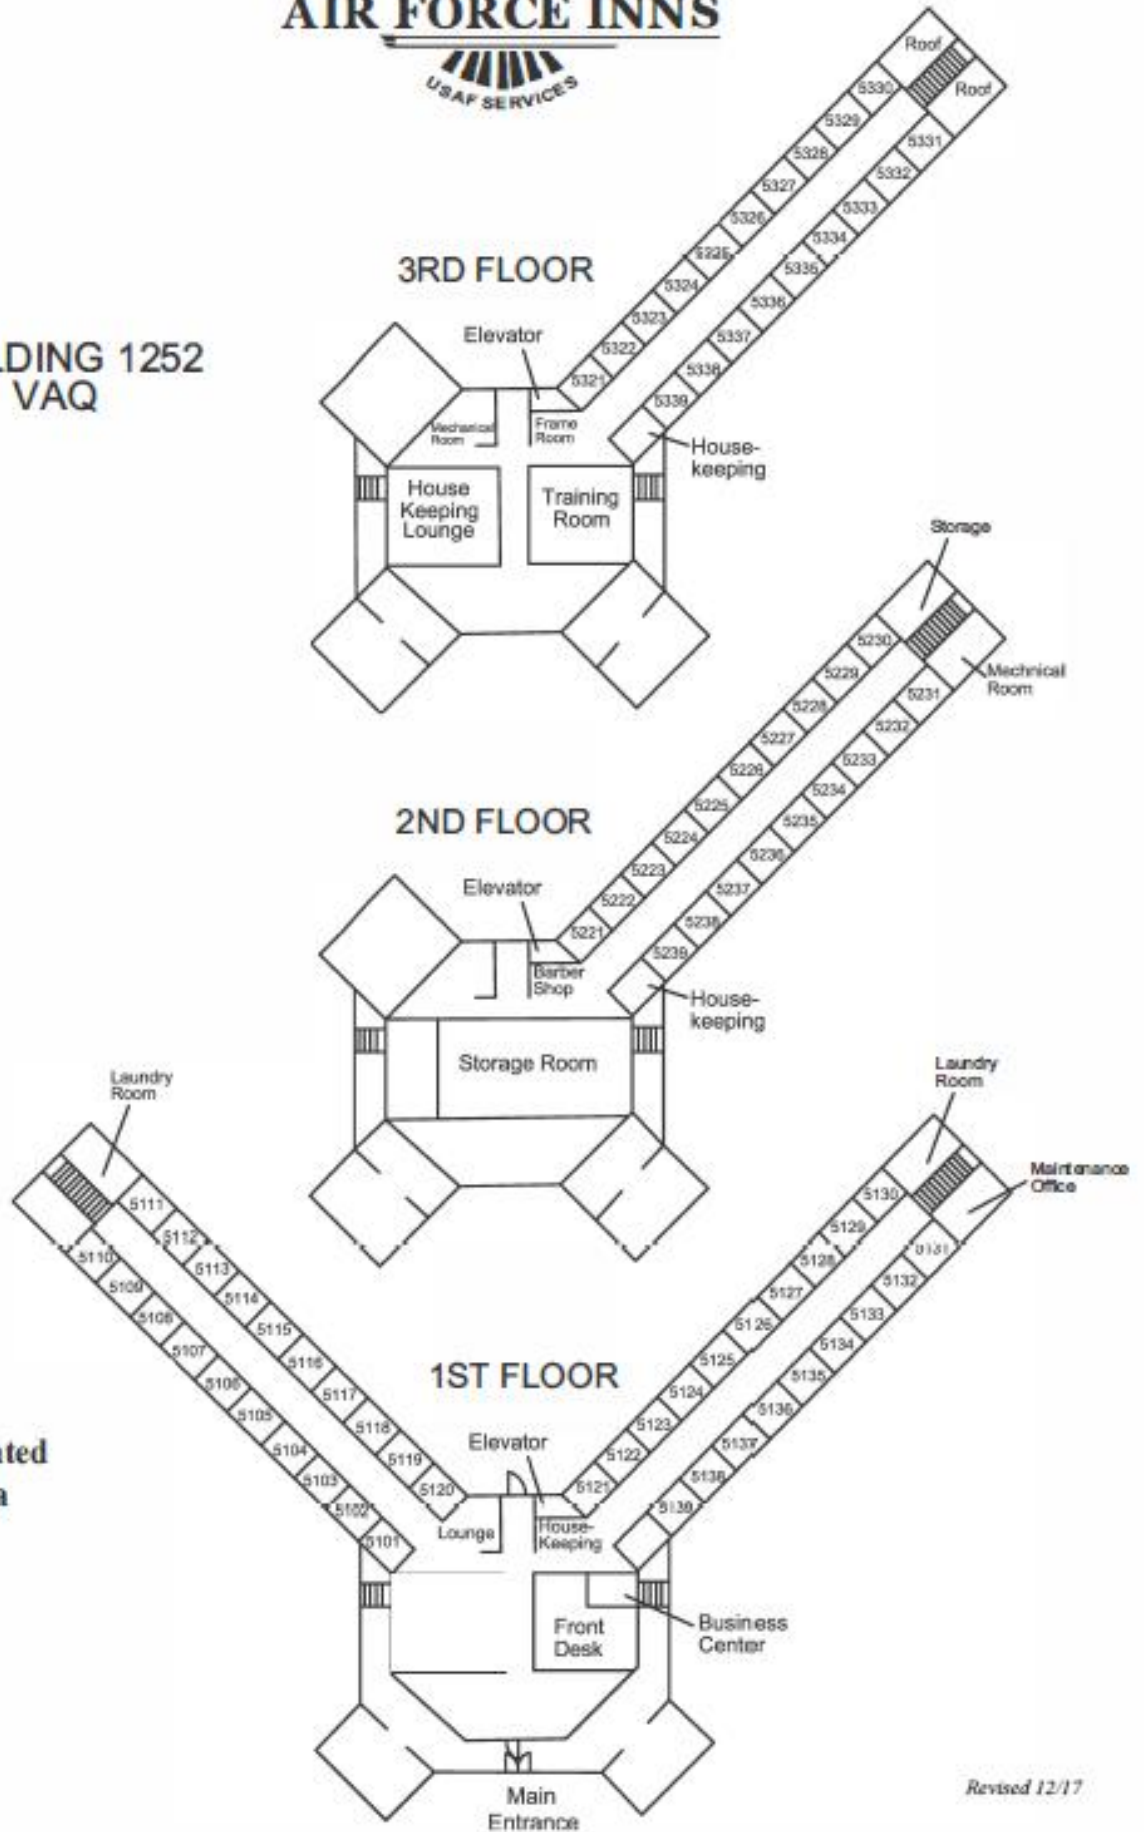 AIR FORCE INNS
USAF SERVICES
LDING 1252
VAQ
3RD FLOOR
Roof
Roof
5330
5329
5328
5327
5326
5325
5324
5323
5322
5321
5331
5332
5333
5334
5335
5336
5337
5338
5339
Elevator
Mechanical
Room
Frame
Room
House-
keeping
House
Keeping
Lounge
Training
Room
2ND FLOOR
Storage
Mechnical
Room
5230
5229
5228
5227
5226
5225
5224
5223
5222
5221
5231
5232
5233
5234
5235
5236
5237
5238
5239
Elevator
Barber
Shop
House-
keeping
Storage Room
1ST FLOOR
Laundry
Room
Laundry
Room
Maintenance
Office
5111
5112
5113
5114
5115
5116
5117
5118
5119
5120
5110
5109
5108
5107
5106
5105
5104
5103
5102
5101
5130
5129
5128
5127
5126
5125
5124
5123
5122
5121
5131
5132
5133
5134
5135
5136
5137
5138
5139
Elevator
Lounge
House-
Keeping
Front
Desk
Business
Center
Main
Entrance
ated
a
Revised 12/17